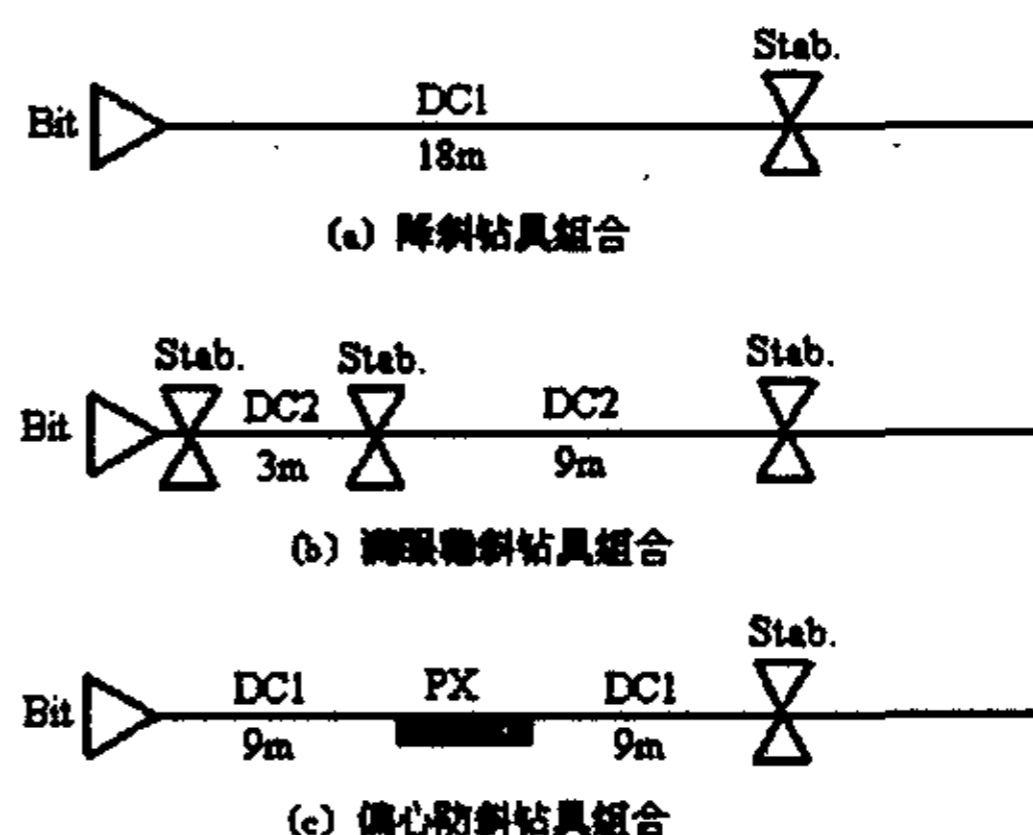 Stab.
Bit
DC1
18m
(a) 降斜钻具组合
Stab.
Stab.
Stab.
Bit
DC2
DC2
3m
9m
(b) 满眼稳斜钻具组合
Stab.
Bit
DC1
PX
DC1
9m
9m
(c) 偏心防斜钻具组合